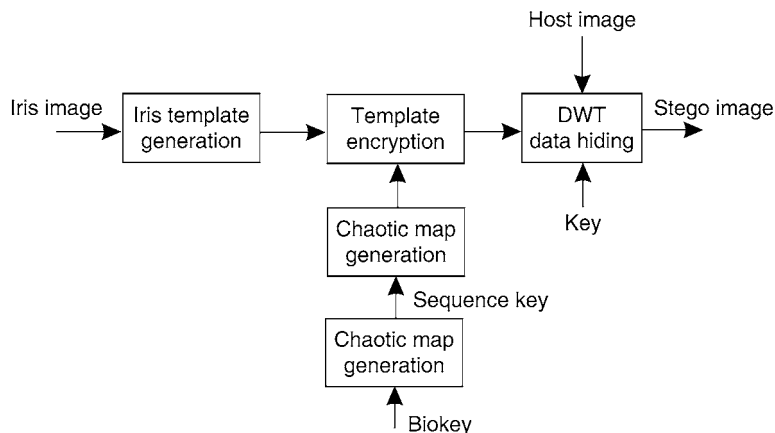 Host image
Iris image
Iris template
generation
Template
encryption
DWT
data hiding
Stego image
Chaotic map
generation
Key
Sequence key
Chaotic map
generation
Biokey